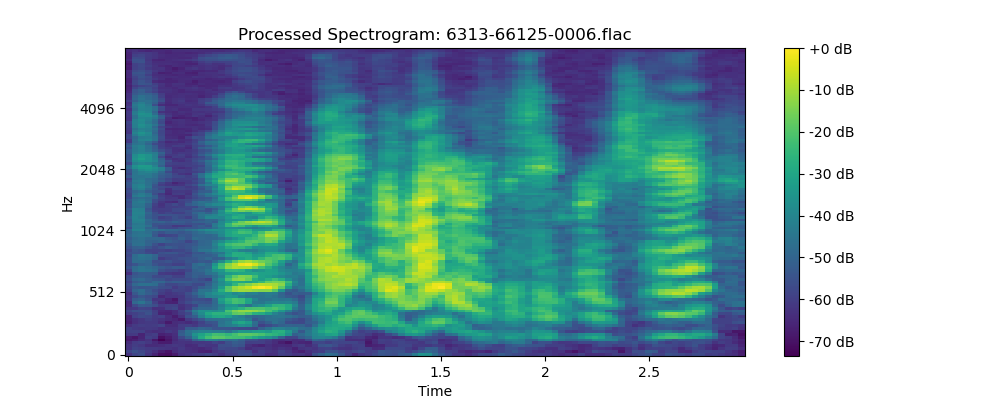 Processed Spectrogram: 6313-66125-0006.flac
+0 dB
4096
-10 dB
-20 dB
2048
-30 dB
Hz
-40 dB
1024
-50 dB
512
-60 dB
-70 dB
0
0 0.5 1 1.5 2 2.5
Time